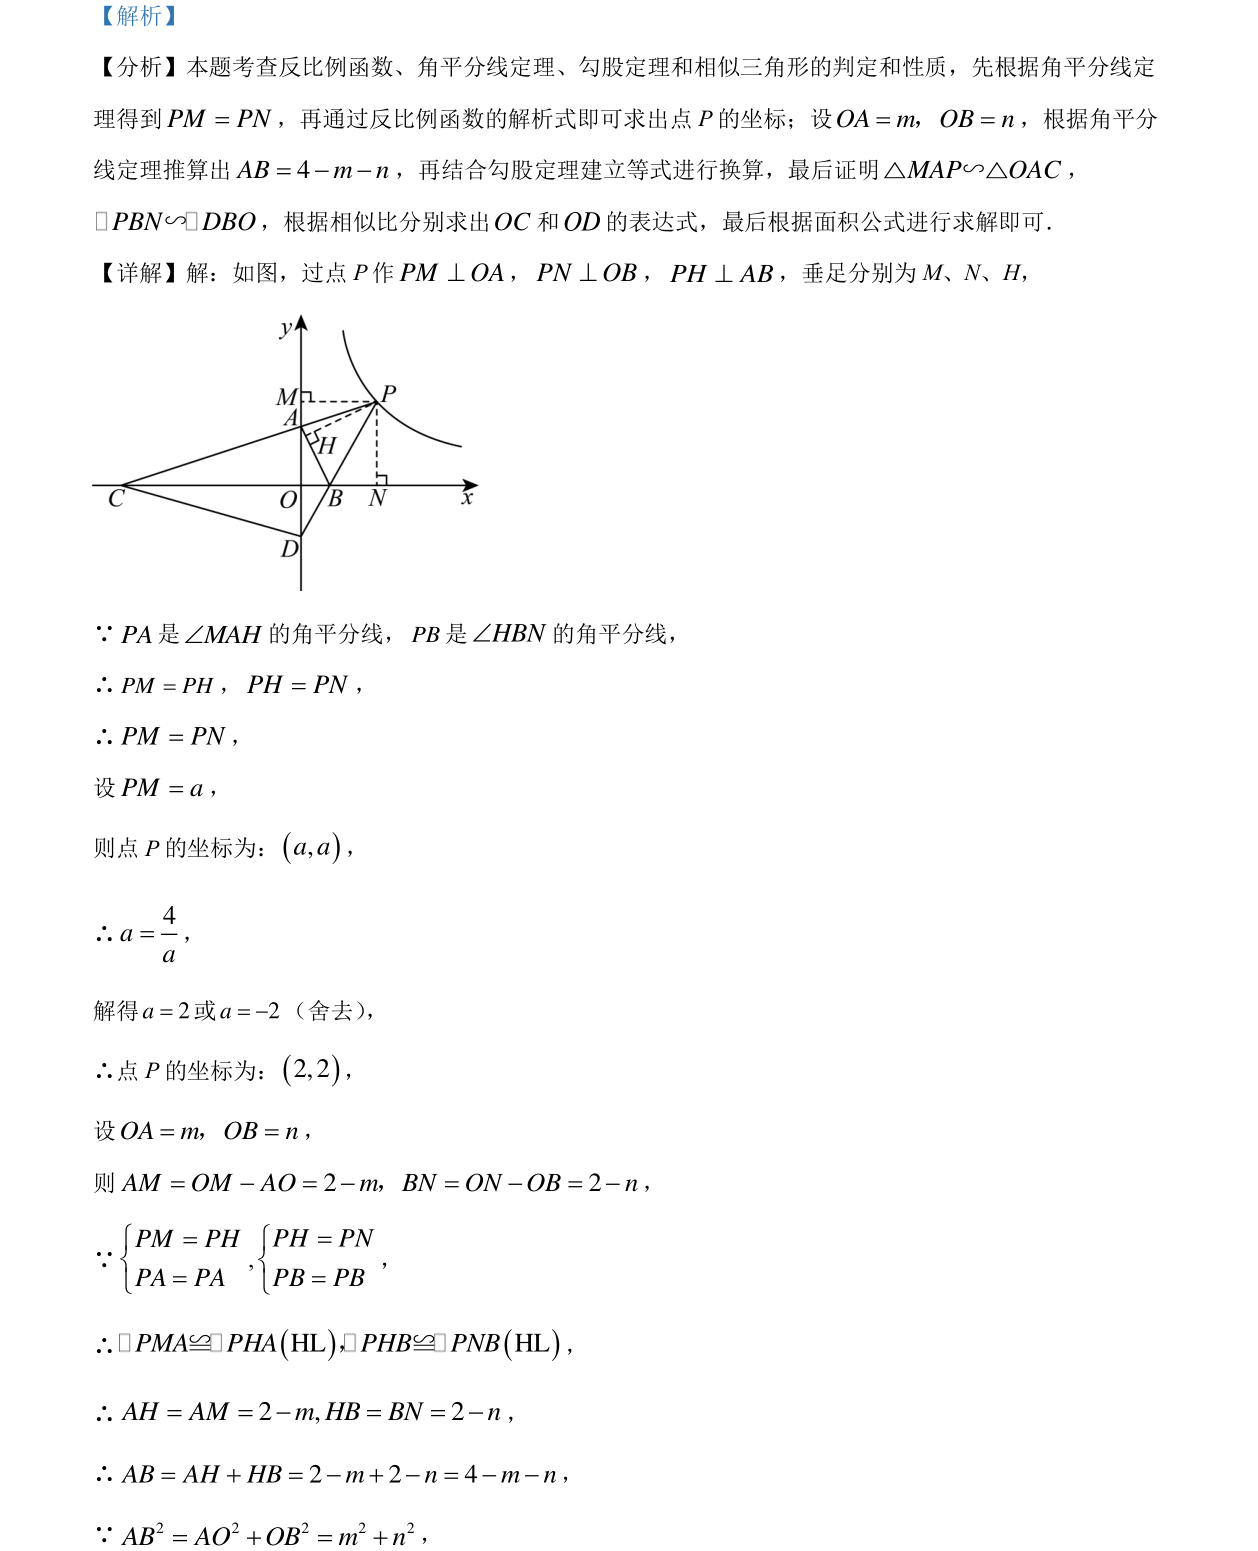 【解析】
【分析】本题考查反比例函数、角平分线定理、勾股定理和相似三角形的判定和性质，先根据角平分线定
理得到 PM = PN，再通过反比例函数的解析式即可求出点 P 的坐标；设 OA = m，OB = n，根据角平分
线定理推算出 AB = 4 − m − n，再结合勾股定理建立等式进行换算，最后证明 △MAP∽△OAC，
□PBN∽□DBO，根据相似比分别求出 OC 和 OD 的表达式，最后根据面积公式进行求解即可．
【详解】解：如图，过点 P 作 PM ⊥ OA，PN ⊥ OB，PH ⊥ AB，垂足分别为 M、N、H，
y
M
P
A
H
C
O
B
N
x
D
∵ PA 是 ∠MAH 的角平分线，PB 是 ∠HBN 的角平分线，
∴ PM = PH，PH = PN，
∴ PM = PN，
设 PM = a，
则点 P 的坐标为：(a,a)，
∴ a = 4/a，
解得 a = 2 或 a = −2（舍去），
∴点 P 的坐标为：(2,2)，
设 OA = m，OB = n，
则 AM = OM − AO = 2 − m，BN = ON − OB = 2 − n，
∵ {PM = PH ,{PH = PN
PA = PA PB = PB，
∴□PMA≌□PHA(HL)，□PHB≌□PNB(HL)，
∴ AH = AM = 2 − m, HB = BN = 2 − n，
∴ AB = AH + HB = 2 − m + 2 − n = 4 − m − n，
∵ AB² = AO² + OB² = m² + n²，